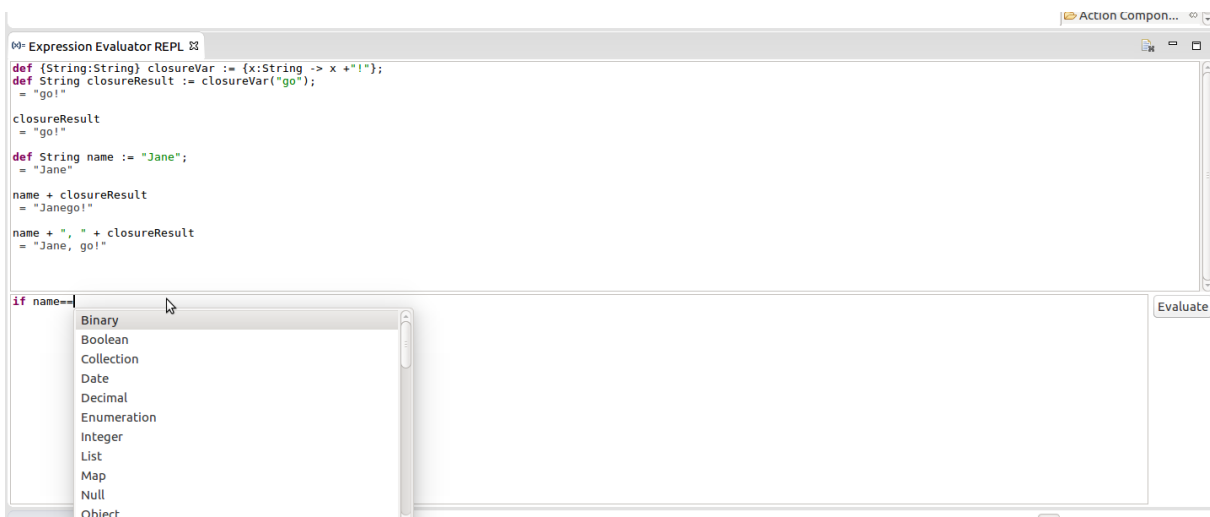 Action Compon...
(x)= Expression Evaluator REPL
def {String:String} closureVar := {x:String -> x +"!"};
def String closureResult := closureVar("go");
= "go!"
closureResult
= "go!"
def String name := "Jane";
= "Jane"
name + closureResult
= "Janego!"
name + ", " + closureResult
= "Jane, go!"
if name==
Evaluate
Binary
Boolean
Collection
Date
Decimal
Enumeration
Integer
List
Map
Null
Object